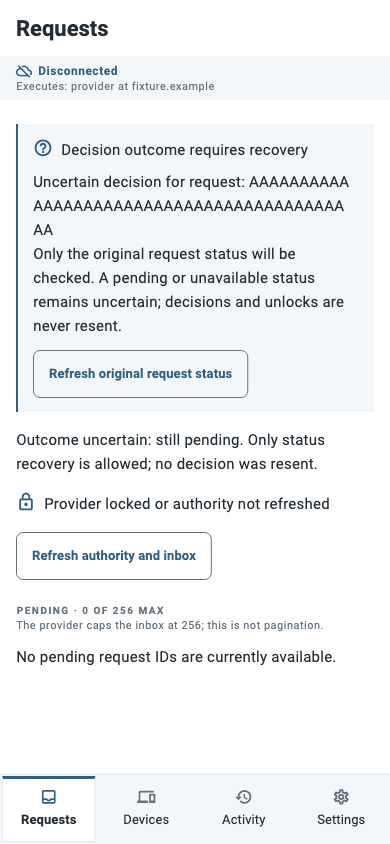 Requests
Disconnected
Executes: provider at fixture.example
Decision outcome requires recovery
Uncertain decision for request: AAAAAAAAAA
AAAAAAAAAAAAAAAAAAAAAAAAAAAAAAA
AA
Only the original request status will be
checked. A pending or unavailable status
remains uncertain; decisions and unlocks are
never resent.
Refresh original request status
Outcome uncertain: still pending. Only status
recovery is allowed; no decision was resent.
Provider locked or authority not refreshed
Refresh authority and inbox
PENDING · 0 OF 256 MAX
The provider caps the inbox at 256; this is not pagination.
No pending request IDs are currently available.
Requests Devices Activity Settings